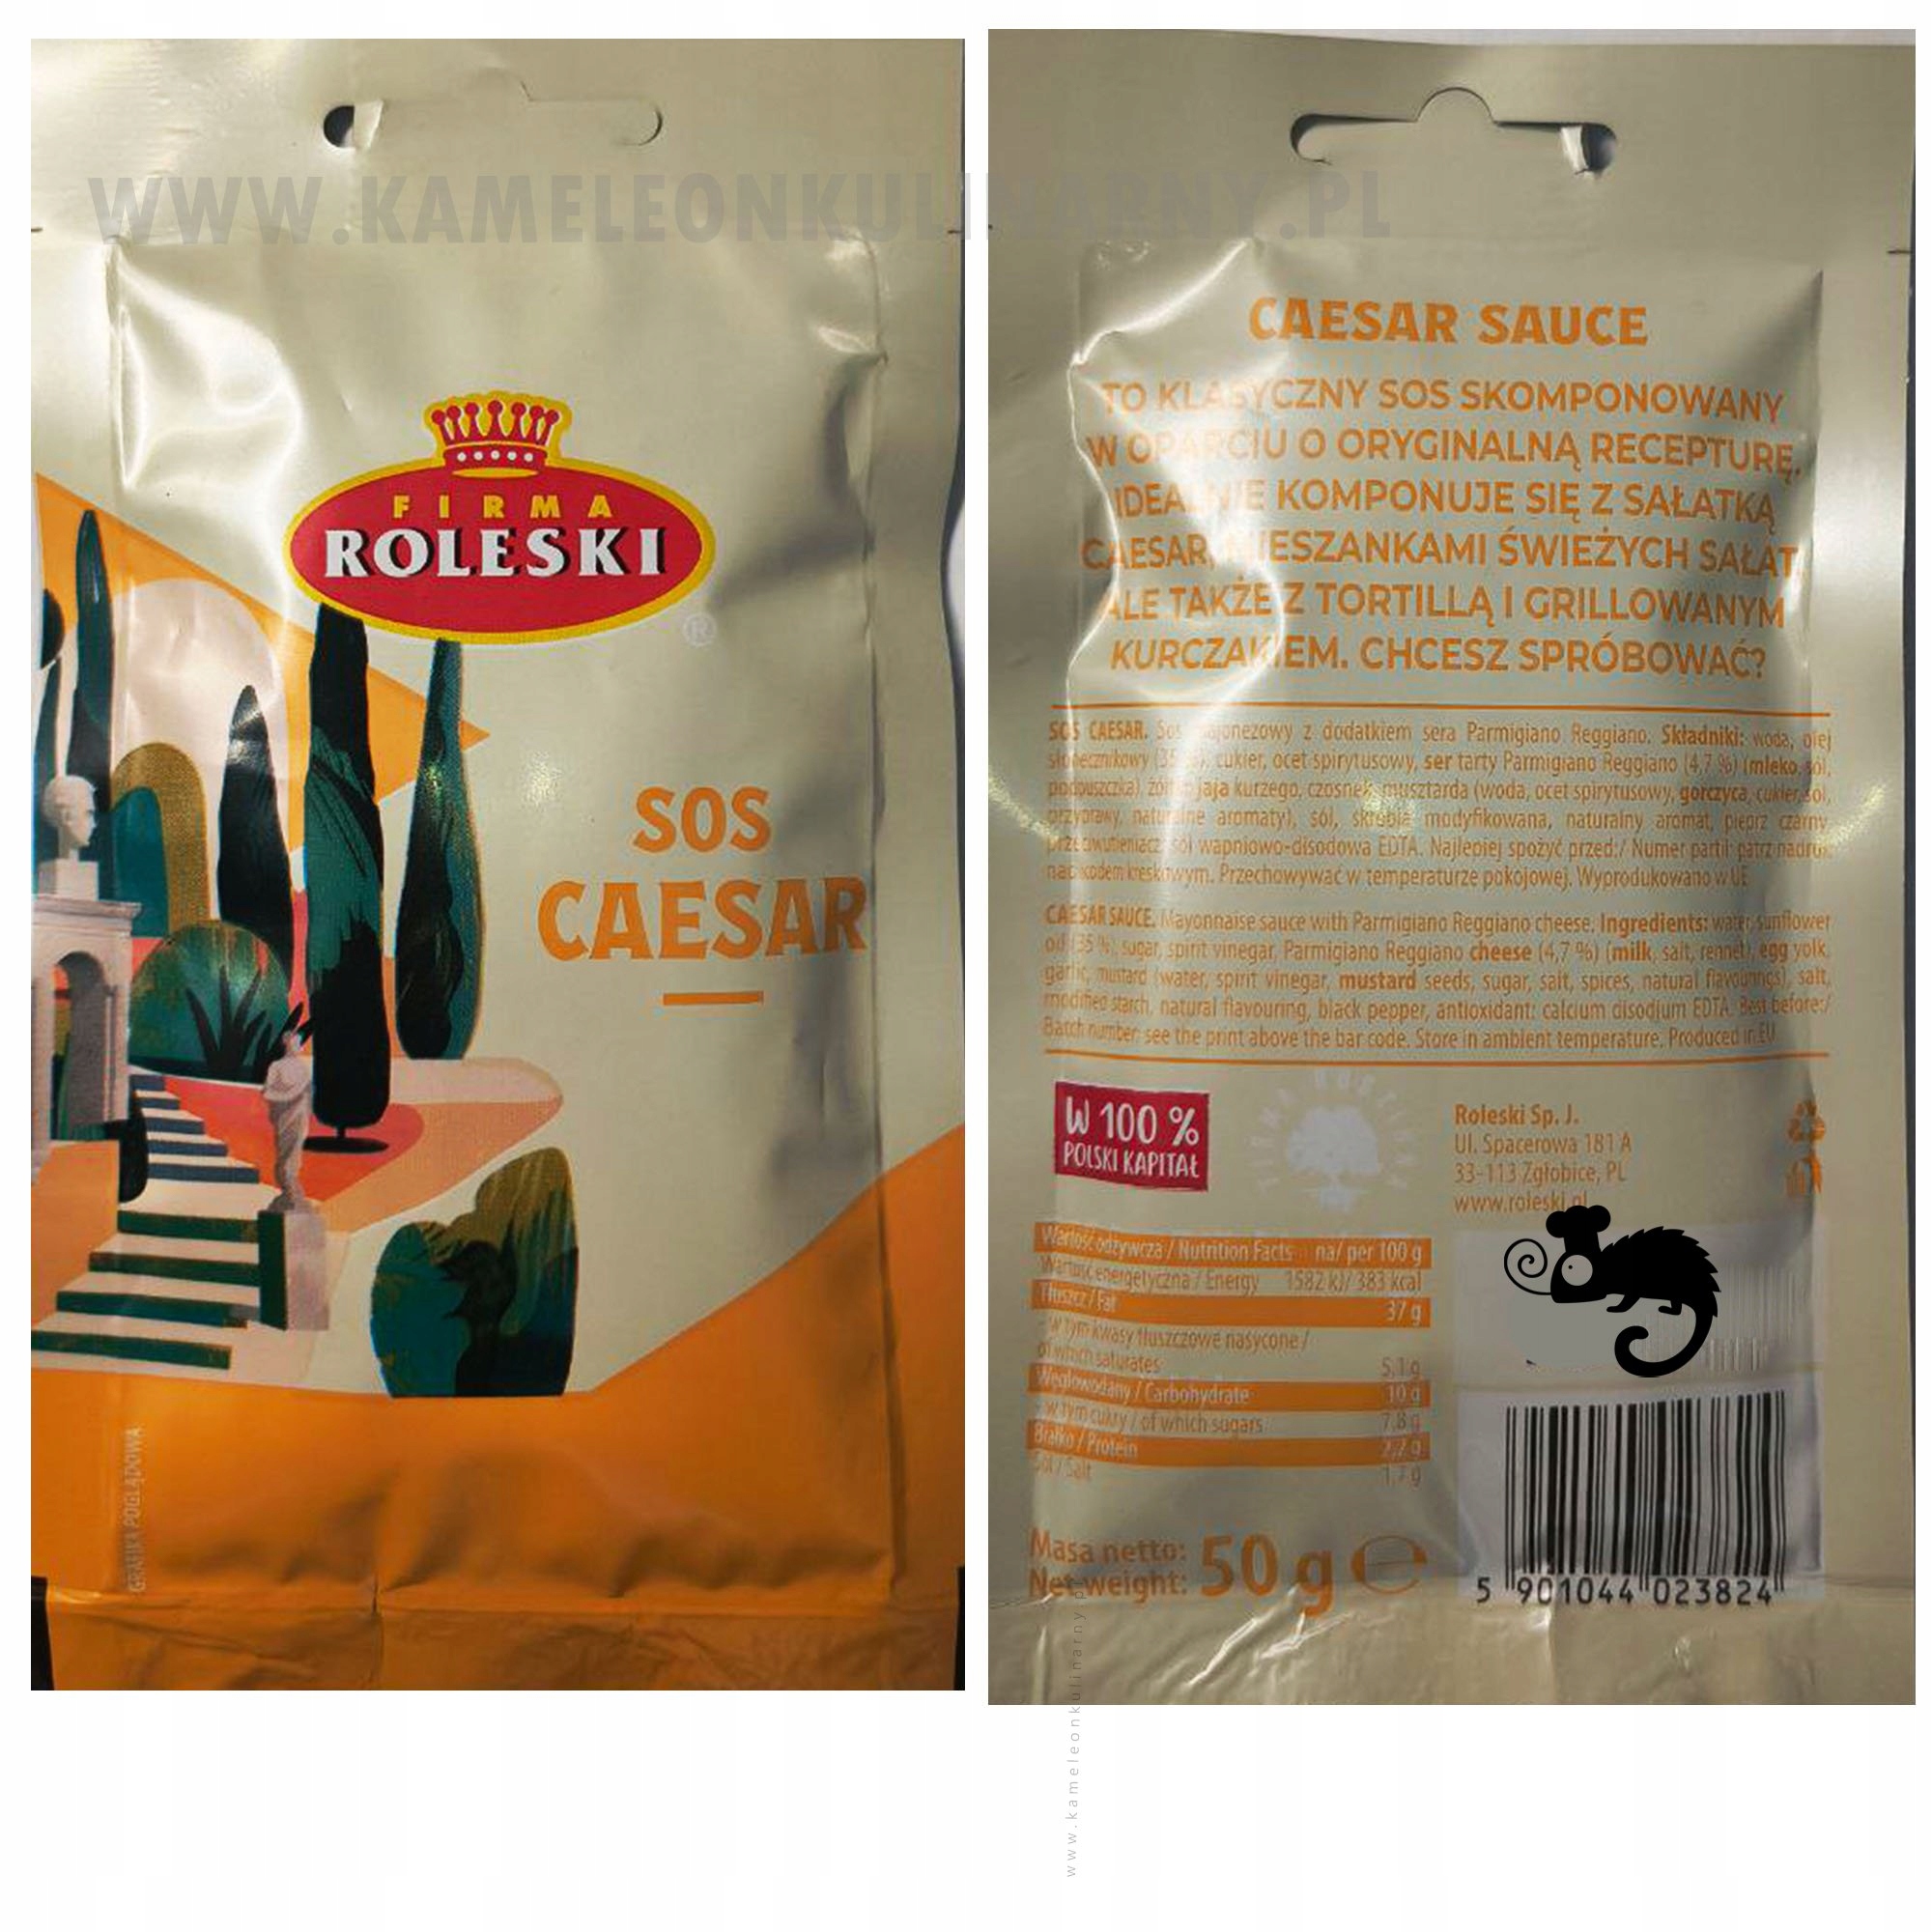 WWW.KAMELEONKULINARNY.PL
FIRMA
ROLESKI
®
SOS
CAESAR
GRAFIKA POGLĄDOWA
CAESAR SAUCE
TO KLASYCZNY SOS SKOMPONOWANY
W OPARCIU O ORYGINALNĄ RECEPTURĘ.
IDEALNIE KOMPONUJE SIĘ Z SAŁATKĄ
CAESAR, MIESZANKAMI ŚWIEŻYCH SAŁAT,
ALE TAKŻE Z TORTILLĄ I GRILLOWANYM
KURCZAKIEM. CHCESZ SPRÓBOWAĆ?
SOS CAESAR. Sos majonezowy z dodatkiem sera Parmigiano Reggiano. Składniki: woda, olej
słonecznikowy (35 %), cukier, ocet spirytusowy, ser tarty Parmigiano Reggiano (4,7 %) (mleko, sól,
podpuszczka), żółtko jaja kurzego, czosnek, musztarda (woda, ocet spirytusowy, gorczyca, cukier, sól,
przyprawy, naturalne aromaty), sól, skrobia modyfikowana, naturalny aromat, pieprz czarny
przeciwutleniacz: sól wapniowo-disodowa EDTA. Najlepiej spożyć przed:/ Numer partii: patrz nadruk
nad kodem kreskowym. Przechowywać w temperaturze pokojowej. Wyprodukowano w UE
CAESAR SAUCE. Mayonnaise sauce with Parmigiano Reggiano cheese. Ingredients: water, sunflower
oil (35 %), sugar, spirit vinegar, Parmigiano Reggiano cheese (4,7 %) (milk, salt, rennet), egg yolk,
garlic, mustard (water, spirit vinegar, mustard seeds, sugar, salt, spices, natural flavourings), salt,
modified starch, natural flavouring, black pepper, antioxidant: calcium disodium EDTA. Best before:/
Batch number: see the print above the bar code. Store in ambient temperature. Produced in EU
W 100 %
POLSKI KAPITAŁ
FIRMA RODZINNA
Roleski Sp. J.
Ul. Spacerowa 181 A
33-113 Zgłobice, PL
www.roleski.pl
Wartość odżywcza / Nutrition Facts na/ per 100 g
Wartość energetyczna / Energy 1582 kJ/ 383 kcal
Tłuszcz / Fat 37 g
w tym kwasy tłuszczowe nasycone /
of which saturates 5,1 g
Węglowodany / Carbohydrate 10 g
w tym cukry / of which sugars 7,8 g
Białko / Protein 2,2 g
Sól / Salt 1,7 g
Masa netto:
Net weight: 50 g e
5 901044 023824
www.kameleonkulinarny.pl